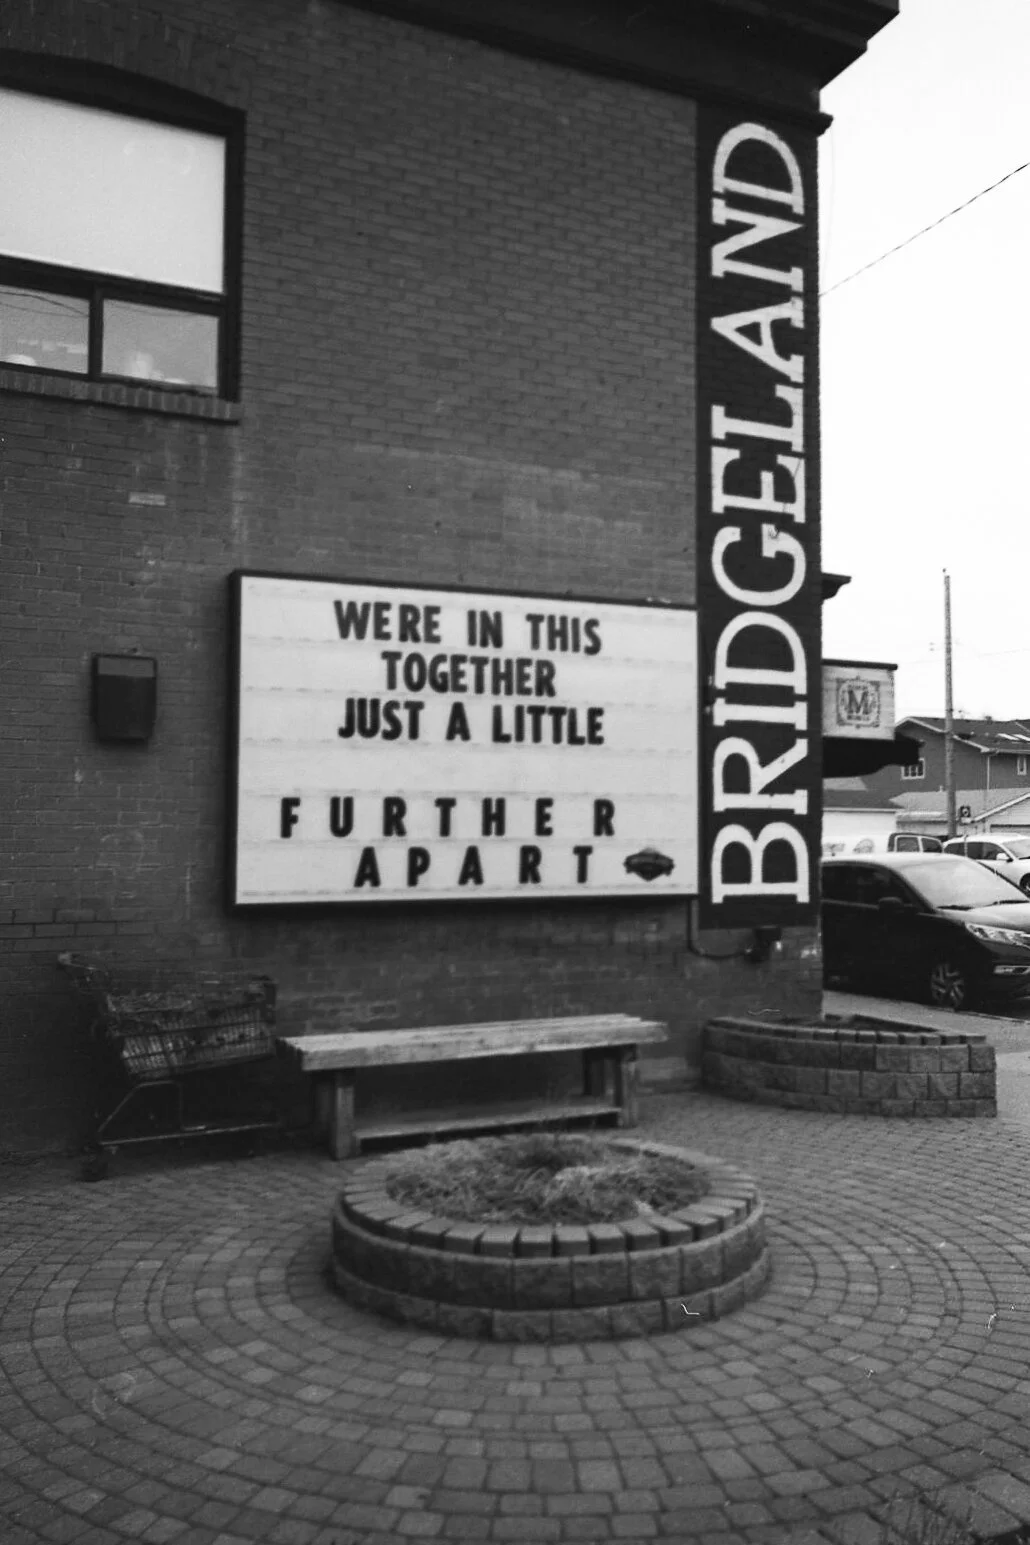 WERE IN THIS
TOGETHER
JUST A LITTLE
FURTHER
APART
BRIDGELAND
M